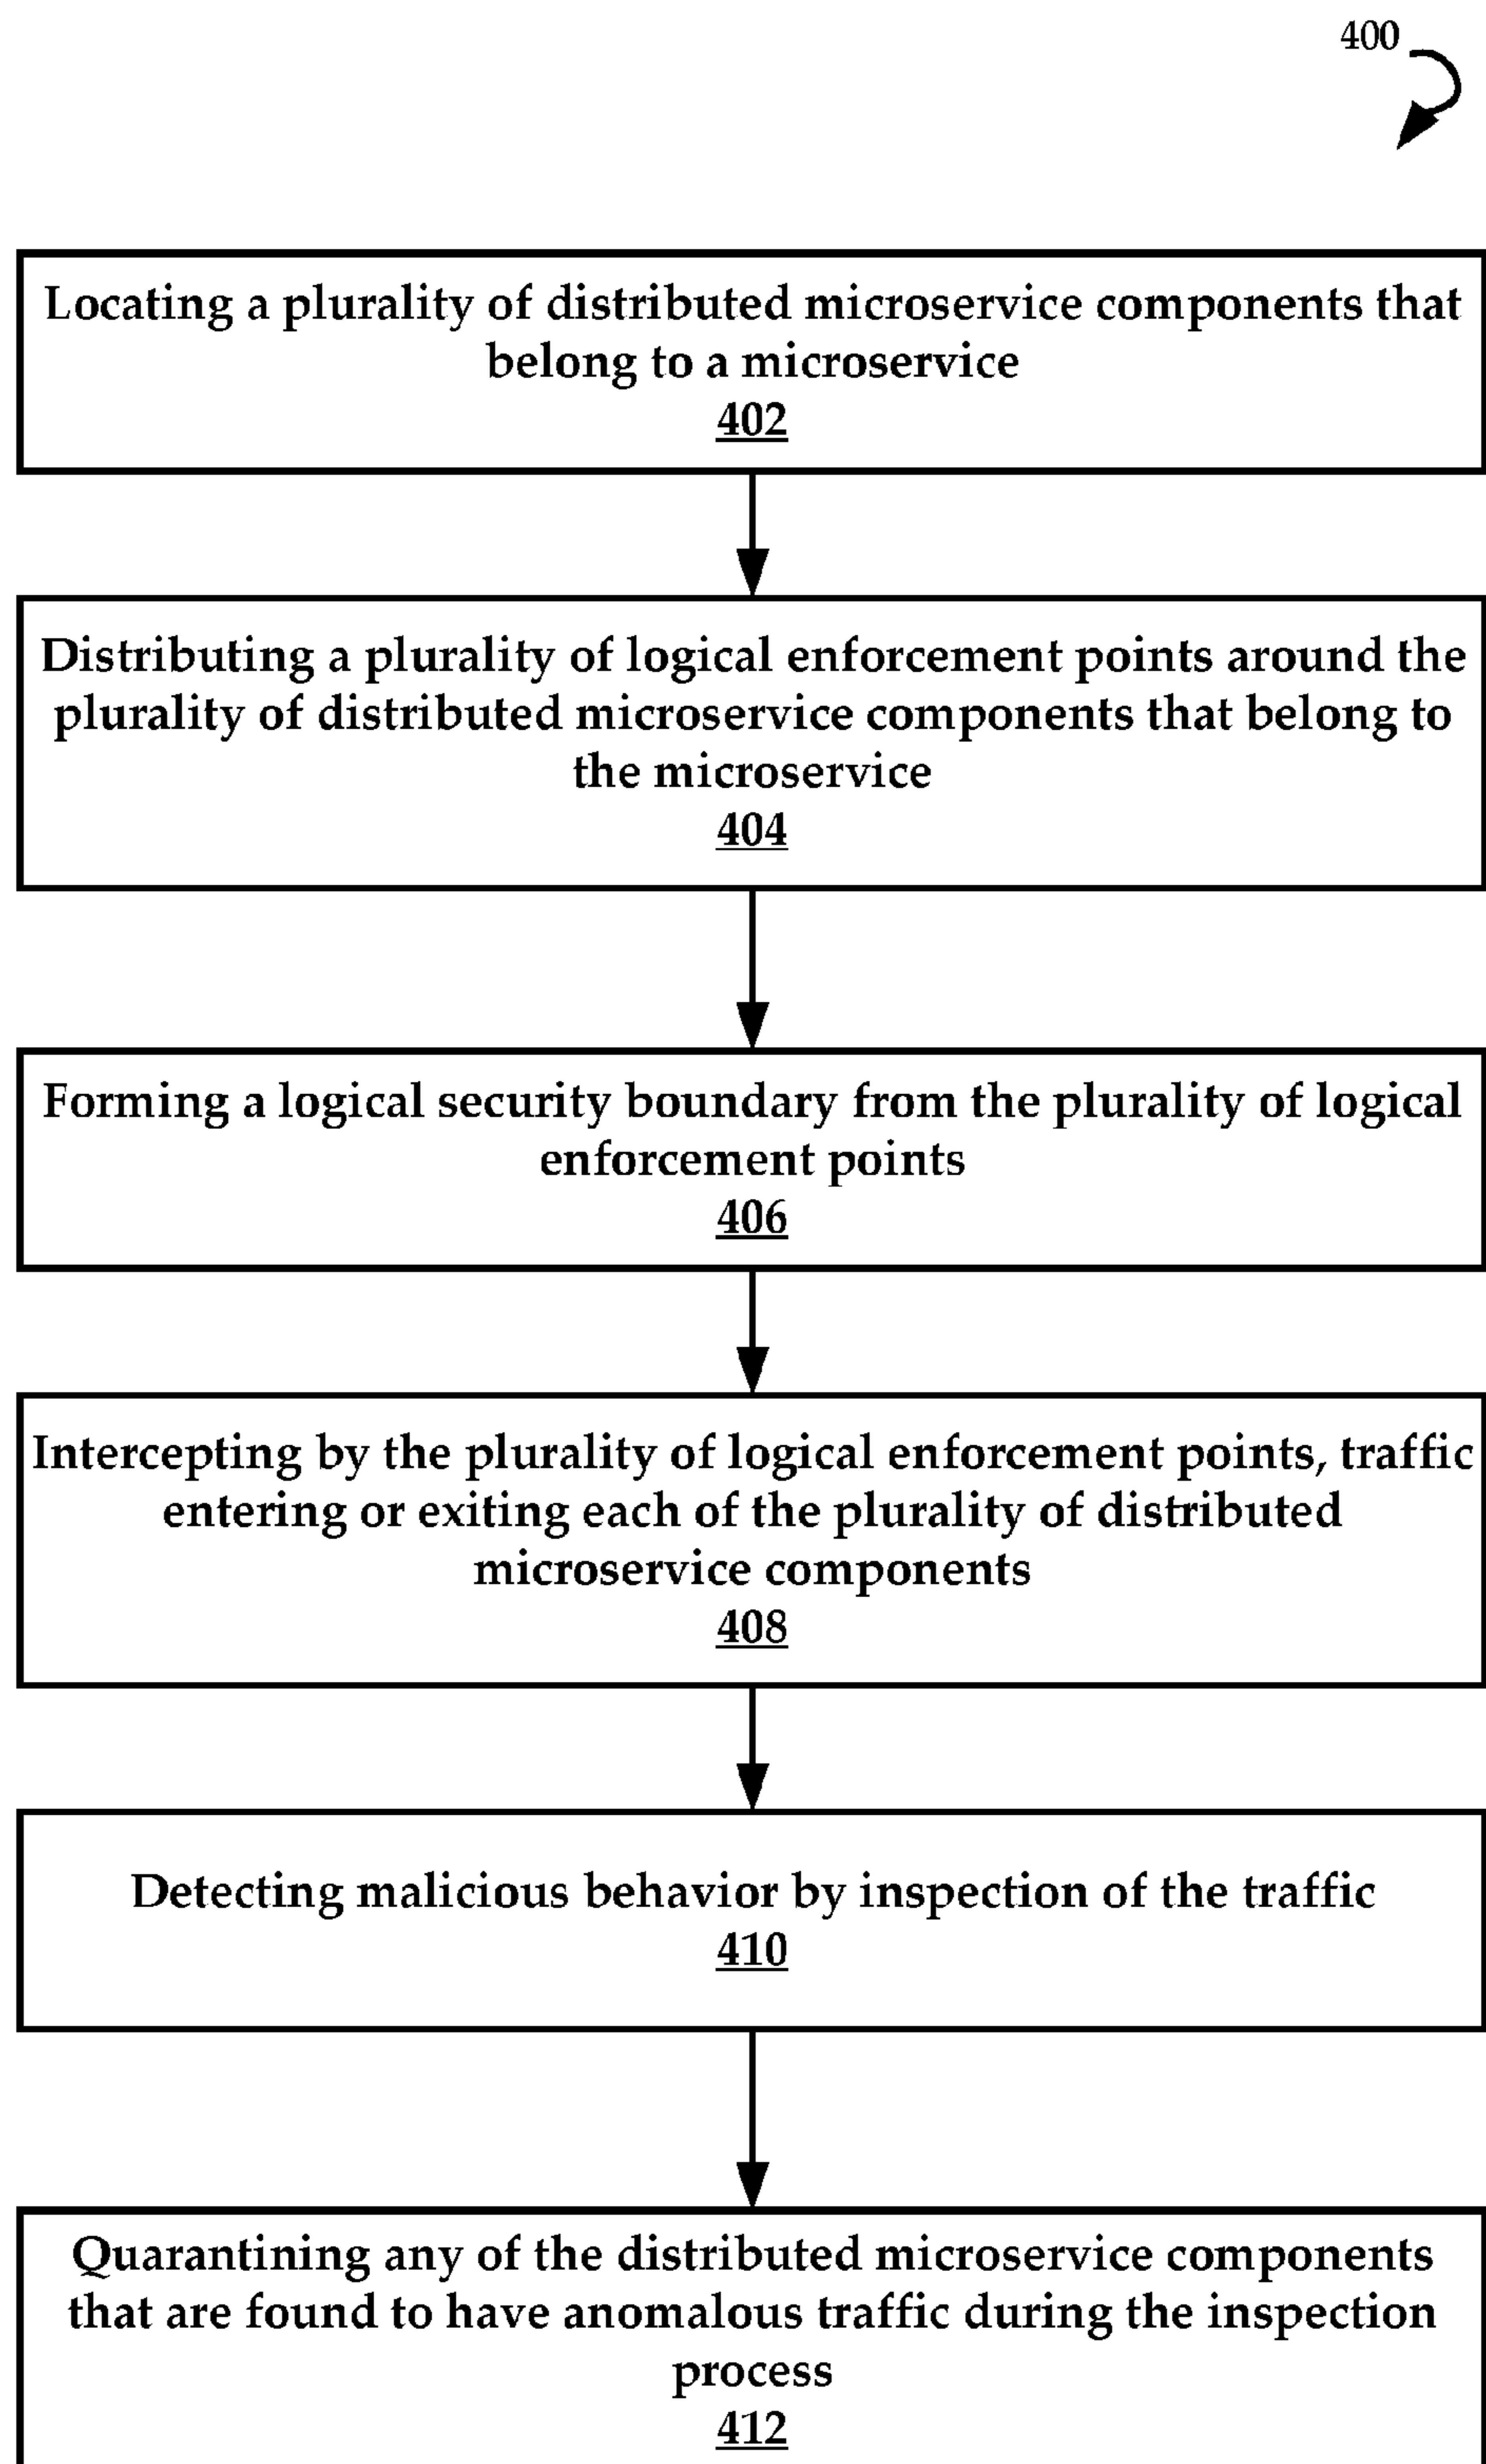 400
Locating a plurality of distributed microservice components that
belong to a microservice
402
Distributing a plurality of logical enforcement points around the
plurality of distributed microservice components that belong to
the microservice
404
Forming a logical security boundary from the plurality of logical
enforcement points
406
Intercepting by the plurality of logical enforcement points, traffic
entering or exiting each of the plurality of distributed
microservice components
408
Detecting malicious behavior by inspection of the traffic
410
Quarantining any of the distributed microservice components
that are found to have anomalous traffic during the inspection
process
412